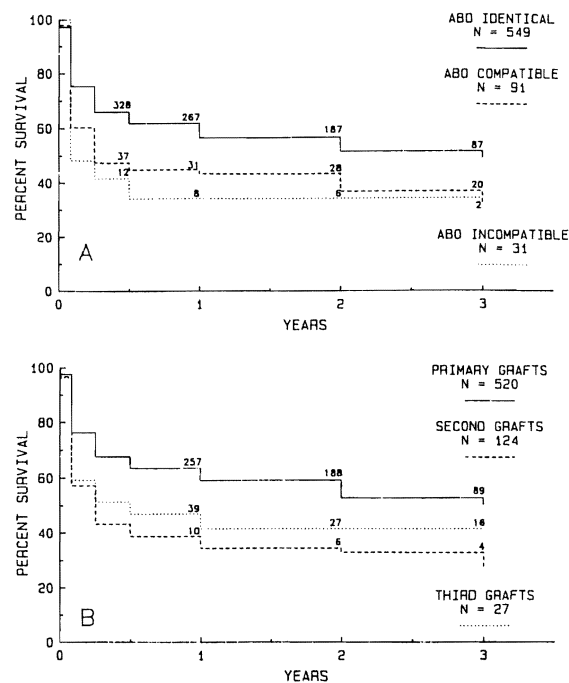 ABO IDENTICAL
N = 549
ABO COMPATIBLE
N = 91
ABO INCOMPATIBLE
N = 31
PERCENT SURVIVAL
100
80
60
40
20
0
328
267
187
87
37
31
28
20
12
8
6
2
A
0
1
2
3
YEARS
PRIMARY GRAFTS
N = 520
SECOND GRAFTS
N = 124
THIRD GRAFTS
N = 27
PERCENT SURVIVAL
100
80
60
40
20
0
257
188
89
39
27
16
10
6
4
B
0
1
2
3
YEARS